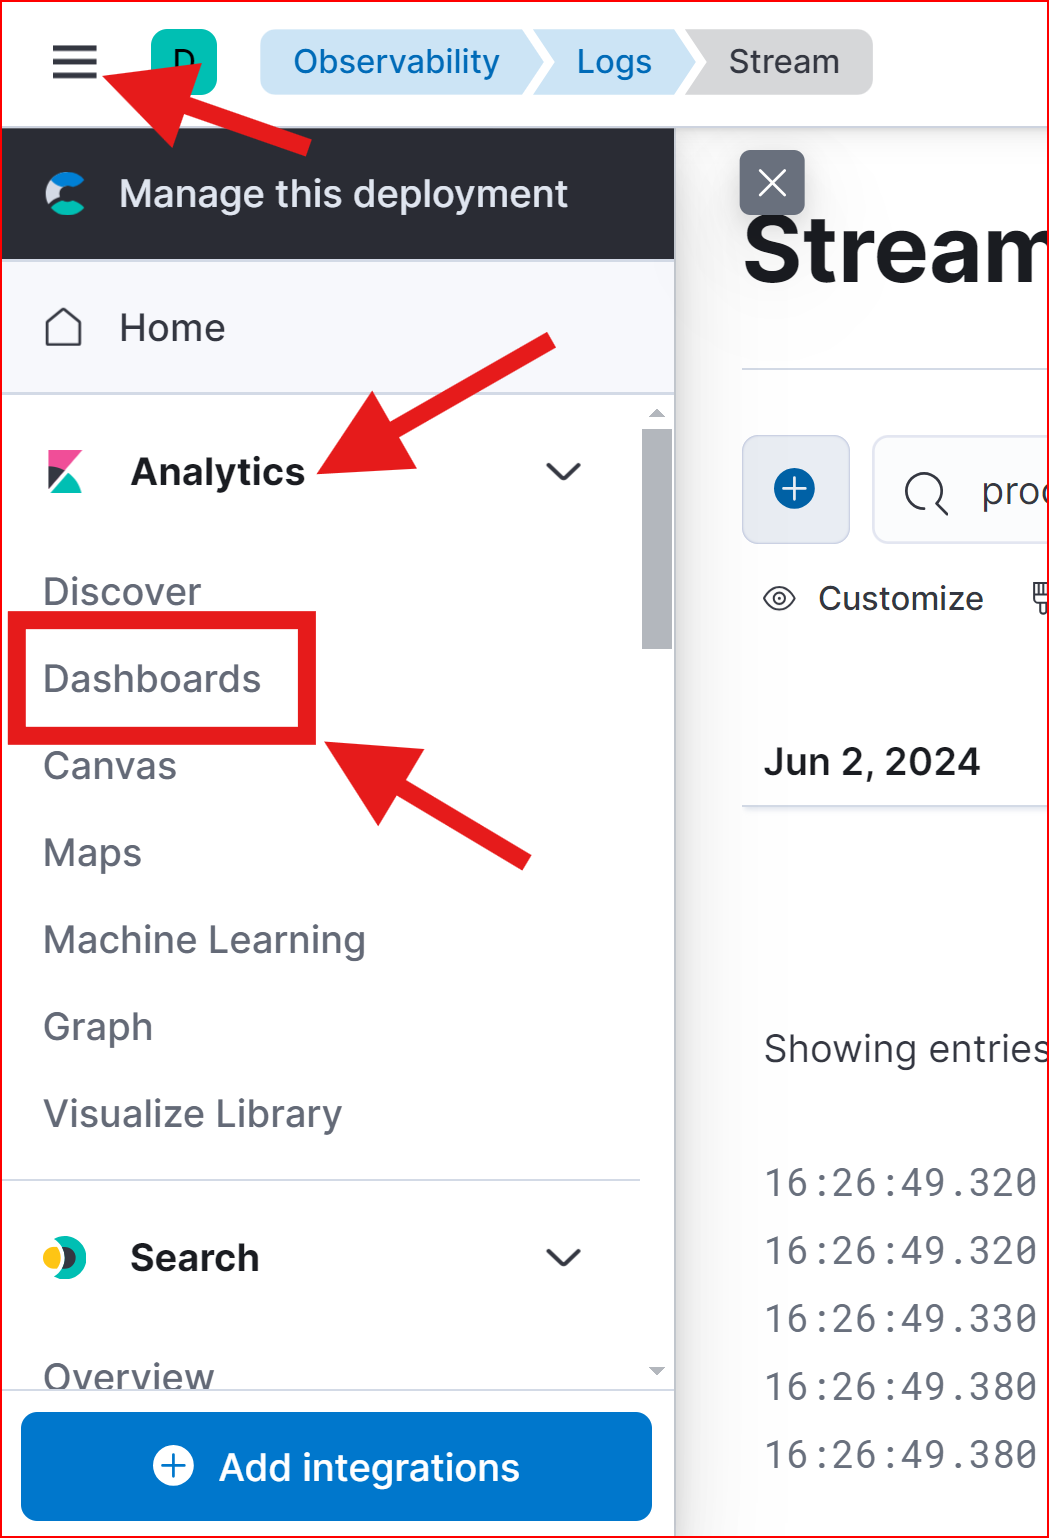 D Observability Logs Stream
Manage this deployment
Stream
Home
Analytics
Discover
Customize
Dashboards
Jun 2, 2024
Canvas
Maps
Machine Learning
Graph
Showing entries
Visualize Library
16:26:49.320
Search
16:26:49.320
16:26:49.330
Overview
16:26:49.380
Add integrations
16:26:49.380